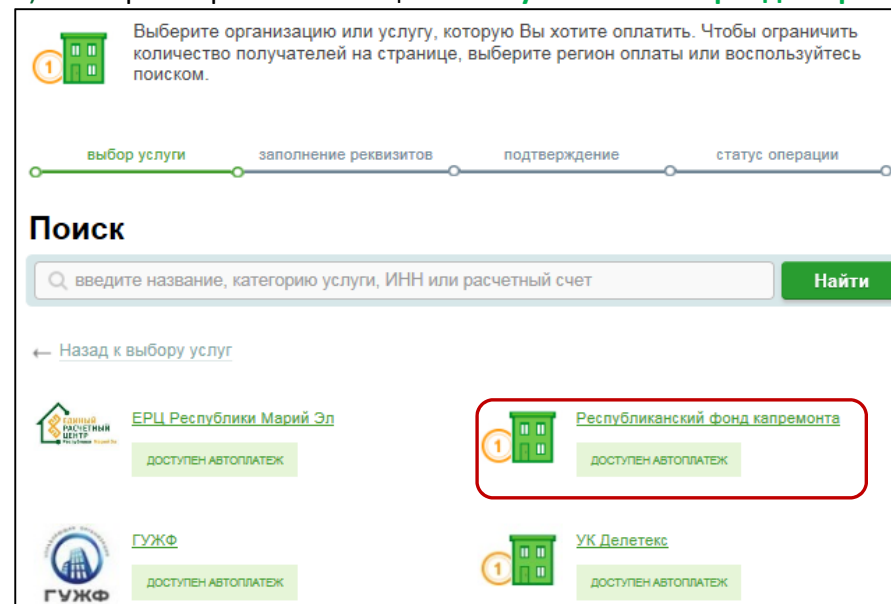 Выберите организацию или услугу, которую Вы хотите оплатить. Чтобы ограничить
количество получателей на странице, выберите регион оплаты или воспользуйтесь
поиском.
1
выбор услуги
заполнение реквизитов
подтверждение
статус операции
Поиск
введите название, категорию услуги, ИНН или расчетный счет
Найти
← Назад к выбору услуг
ЕДИНЫЙ
РАСЧЕТНЫЙ
ЦЕНТР
ЕРЦ Республики Марий Эл
ДОСТУПЕН АВТОПЛАТЕЖ
1
Республиканский фонд капремонта
ДОСТУПЕН АВТОПЛАТЕЖ
ГУЖФ
ГУЖФ
ДОСТУПЕН АВТОПЛАТЕЖ
1
УК Делетекс
ДОСТУПЕН АВТОПЛАТЕЖ